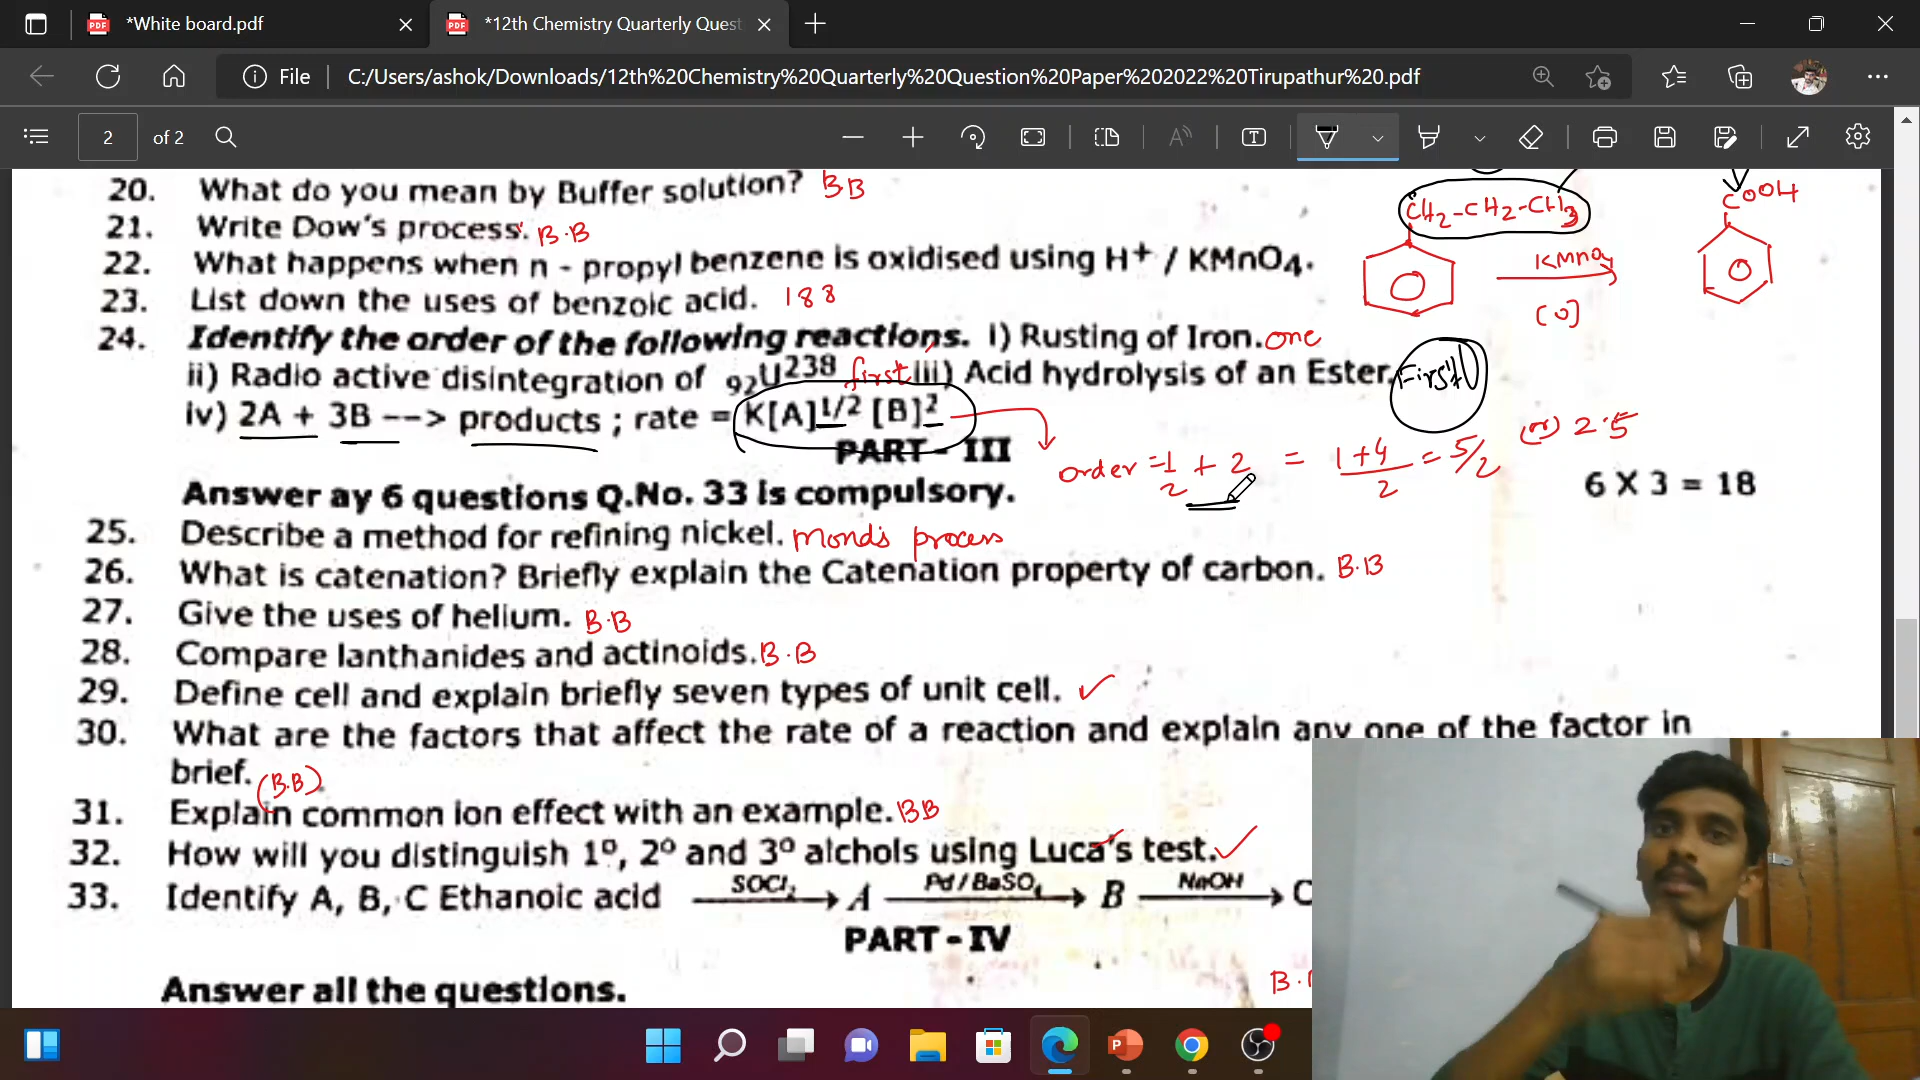 *White board.pdf
*12th Chemistry Quarterly Quest
File
C:/Users/ashok/Downloads/12th%20Chemistry%20Quarterly%20Question%20Paper%202022%20Tirupathur%20.pdf
2
of 2
20. What do you mean by Buffer solution? BB
21. Write Dow's process. B.B
22. What happens when n - propyl benzene is oxidised using H+ / KMnO4.
23. List down the uses of benzoic acid. 188
CH2-CH2-CH3
KMnO4
[O]
COOH
24. Identify the order of the following reactions. i) Rusting of Iron. one
ii) Radio active disintegration of 92U238 first iii) Acid hydrolysis of an Ester. First
iv) 2A + 3B --> products ; rate = K[A]1/2 [B]2
order = 1/2 + 2 = 1+4/2 = 5/2 (or) 2.5
PART - III
Answer ay 6 questions Q.No. 33 is compulsory. 6 X 3 = 18
25. Describe a method for refining nickel. Mond's process
26. What is catenation? Briefly explain the Catenation property of carbon. B.B
27. Give the uses of helium. B.B
28. Compare lanthanides and actinoids. B.B
29. Define cell and explain briefly seven types of unit cell.
30. What are the factors that affect the rate of a reaction and explain any one of the factor in
brief. (B.B)
31. Explain common ion effect with an example. BB
32. How will you distinguish 1º, 2º and 3º alchols using Luca's test.
33. Identify A, B, C Ethanoic acid SOCl2 A Pd/BaSO4 B NaOH C
PART - IV
Answer all the questions.